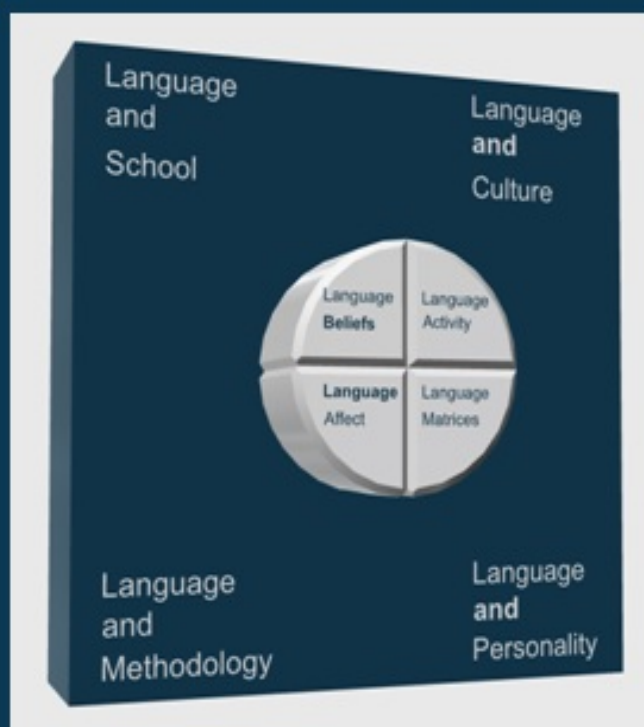 Language
and
School
Language
and
Culture
Language
Beliefs
Language
Activity
Language
Affect
Language
Matrices
Language
and
Methodology
Language
and
Personality